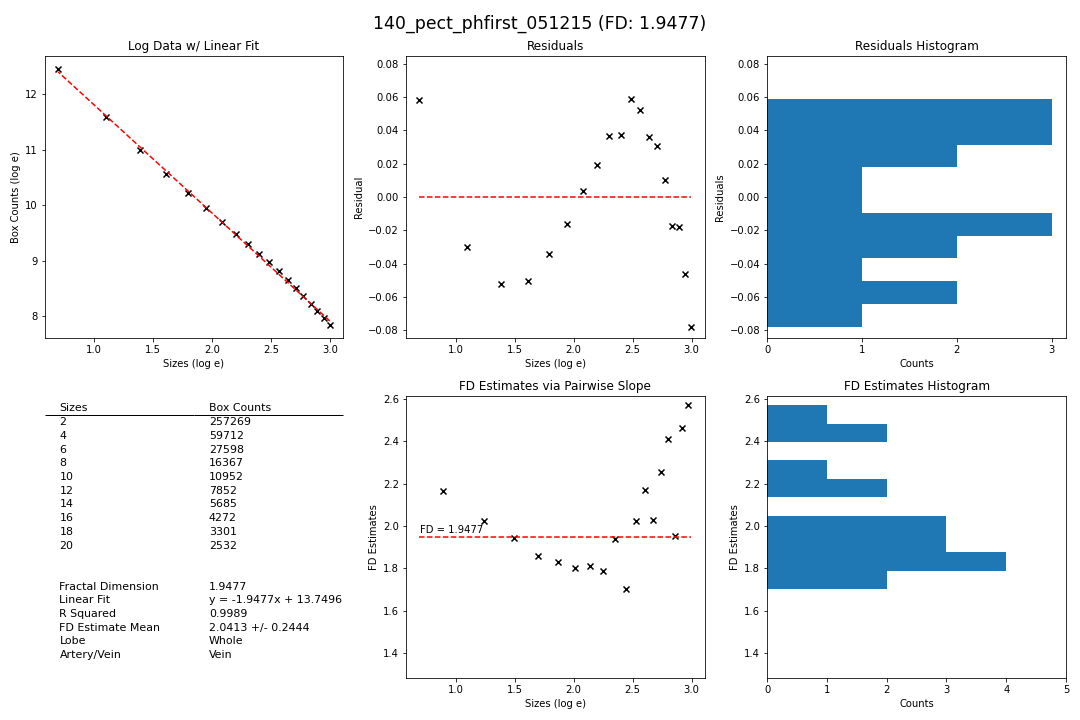 140_pect_phfirst_051215 (FD: 1.9477)
Log Data w/ Linear Fit
Box Counts (log e)
12
11
10
9
8
1.0 1.5 2.0 2.5 3.0
Sizes (log e)
Residuals
Residual
0.08
0.06
0.04
0.02
0.00
−0.02
−0.04
−0.06
−0.08
1.0 1.5 2.0 2.5 3.0
Sizes (log e)
Residuals Histogram
Residuals
0.08
0.06
0.04
0.02
0.00
−0.02
−0.04
−0.06
−0.08
0 1 2 3
Counts
Sizes Box Counts
2 257269
4 59712
6 27598
8 16367
10 10952
12 7852
14 5685
16 4272
18 3301
20 2532
Fractal Dimension 1.9477
Linear Fit y = -1.9477x + 13.7496
R Squared 0.9989
FD Estimate Mean 2.0413 +/- 0.2444
Lobe Whole
Artery/Vein Vein
FD Estimates via Pairwise Slope
FD Estimates
2.6
2.4
2.2
2.0
1.8
1.6
1.4
FD = 1.9477
1.0 1.5 2.0 2.5 3.0
Sizes (log e)
FD Estimates Histogram
FD Estimates
2.6
2.4
2.2
2.0
1.8
1.6
1.4
0 1 2 3 4 5
Counts